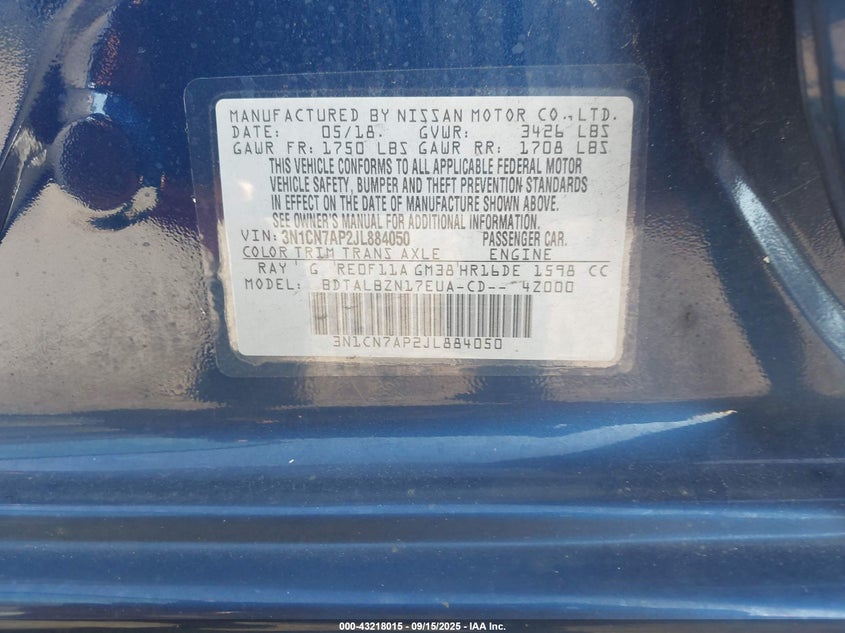 MANUFACTURED BY NISSAN MOTOR CO.,LTD.
DATE: 05/18 GVWR: 3426 LBS
GAWR FR: 1750 LBS GAWR RR: 1708 LBS
THIS VEHICLE CONFORMS TO ALL APPLICABLE FEDERAL MOTOR
VEHICLE SAFETY, BUMPER AND THEFT PREVENTION STANDARDS
IN EFFECT ON THE DATE OF MANUFACTURE SHOWN ABOVE.
SEE OWNER'S MANUAL FOR ADDITIONAL INFORMATION.
VIN: 3N1CN7AP2JL884050 PASSENGER CAR.
COLOR TRIM TRANS AXLE ENGINE
RAY G RE0F11A GM38 HR16DE 1598 CC
MODEL: BDTALBZN17EUA-CD-- 4Z000
3N1CN7AP2JL884050
000-43218015 - 09/15/2025 - IAA Inc.